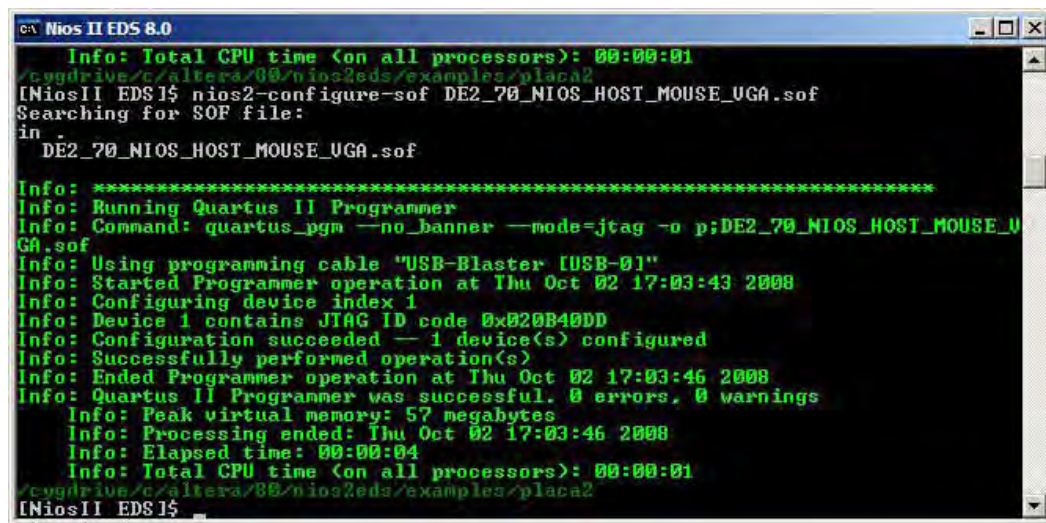 Nios II EDS 8.0
Info: Total CPU time (on all processors): 00:00:01
/cygdrive/c/altera/80/nios2eds/examples/placa2
[NiosII EDS]$ nios2-configure-sof DE2_70_NIOS_HOST_MOUSE_VGA.sof
Searching for SOF file:
in .
DE2_70_NIOS_HOST_MOUSE_VGA.sof
Info: *******************************************************************
Info: Running Quartus II Programmer
Info: Command: quartus_pgm --no_banner --mode=jtag -o p;DE2_70_NIOS_HOST_MOUSE_V
GA.sof
Info: Using programming cable "USB-Blaster [USB-0]"
Info: Started Programmer operation at Thu Oct 02 17:03:43 2008
Info: Configuring device index 1
Info: Device 1 contains JTAG ID code 0x020B40DD
Info: Configuration succeeded -- 1 device(s) configured
Info: Successfully performed operation(s)
Info: Ended Programmer operation at Thu Oct 02 17:03:46 2008
Info: Quartus II Programmer was successful. 0 errors, 0 warnings
Info: Peak virtual memory: 57 megabytes
Info: Processing ended: Thu Oct 02 17:03:46 2008
Info: Elapsed time: 00:00:04
Info: Total CPU time (on all processors): 00:00:01
/cygdrive/c/altera/80/nios2eds/examples/placa2
[NiosII EDS]$ _